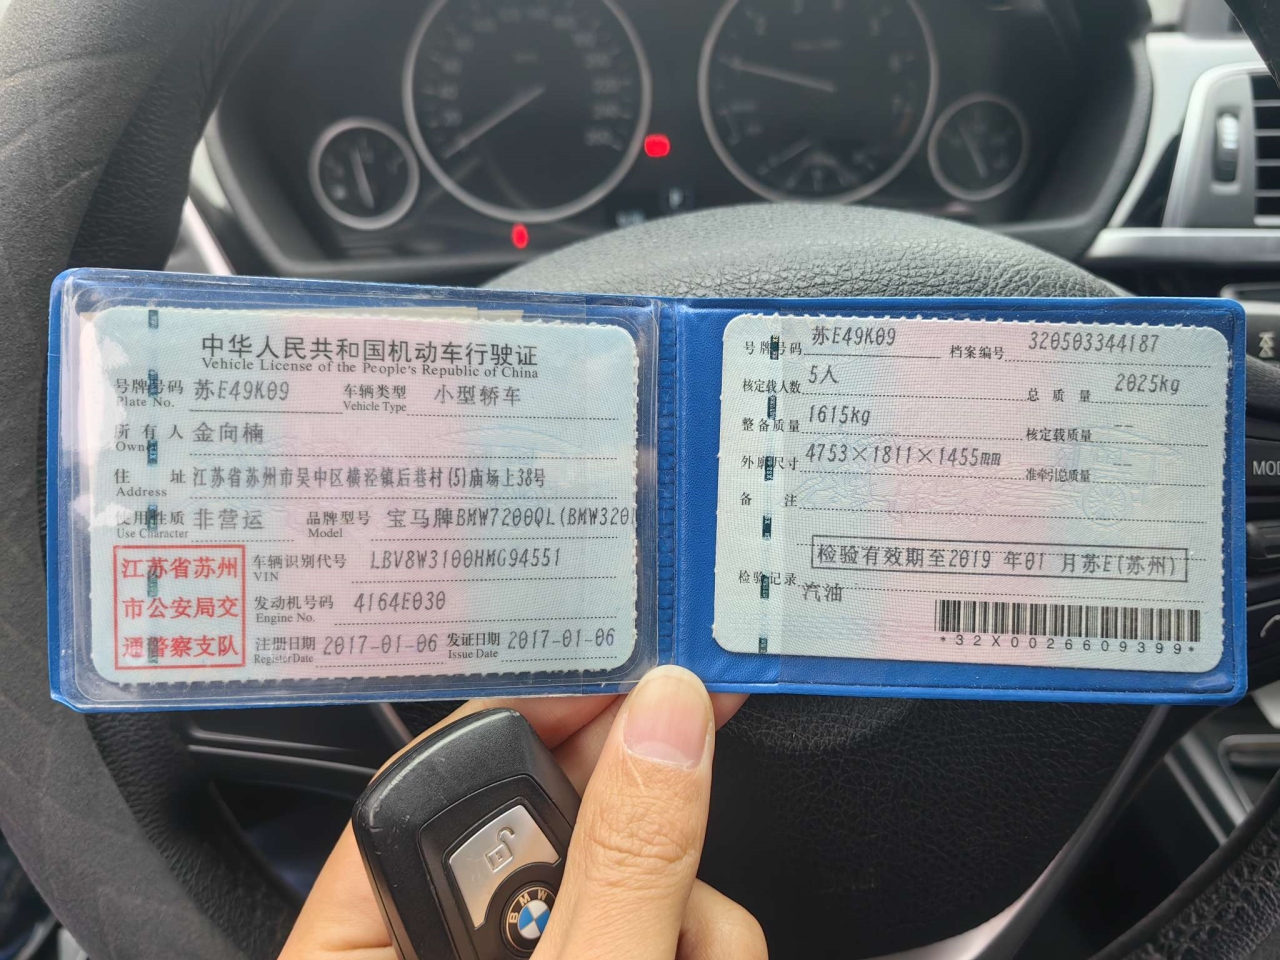 中华人民共和国机动车行驶证
Vehicle License of the People's Republic of China
号牌号码 苏E49K09 车辆类型 小型轿车
Plate No. Vehicle Type
所有人 金向楠
Owner
住址 江苏省苏州市吴中区横泾镇后巷村(5)庙场上38号
Address
使用性质 非营运 品牌型号 宝马牌BMW7200QL(BMW320
Use Character Model
江苏省苏州
市公安局交
通警察支队
车辆识别代号 LBV8W3100HMG94551
VIN
发动机号码 4164E030
Engine No.
注册日期 2017-01-06 发证日期 2017-01-06
Register Date Issue Date
号牌号码 苏E49K09 档案编号 320503344187
核定载人数 5人 总质量 2025kg
整备质量 1615kg 核定载质量 --
外廓尺寸 4753×1811×1455㎜ 准牵引总质量 --
备注
检验有效期至2019 年01 月苏E(苏州)
检验记录
汽油
*32X0026609399*
BMW
P
MOD